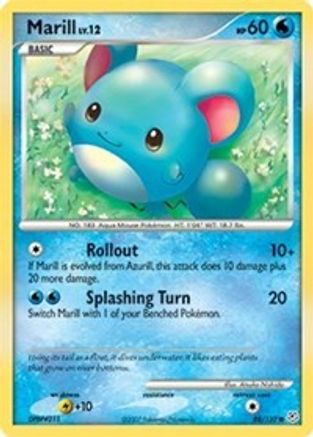 Marill LV.12 HP 60
BASIC
Illus. Atsuko Nishida
NO. 183 Aqua Mouse Pokémon HT: 1'04" WT: 18.7 lbs.
Rollout 10+
If Marill is evolved from Azurill, this attack does 10 damage plus
20 more damage.
Splashing Turn 20
Switch Marill with 1 of your Benched Pokémon.
Using its tail as a float, it dives underwater. It likes eating plants
that grow on river bottoms.
weakness resistance retreat cost
+10
©2007 Pokémon